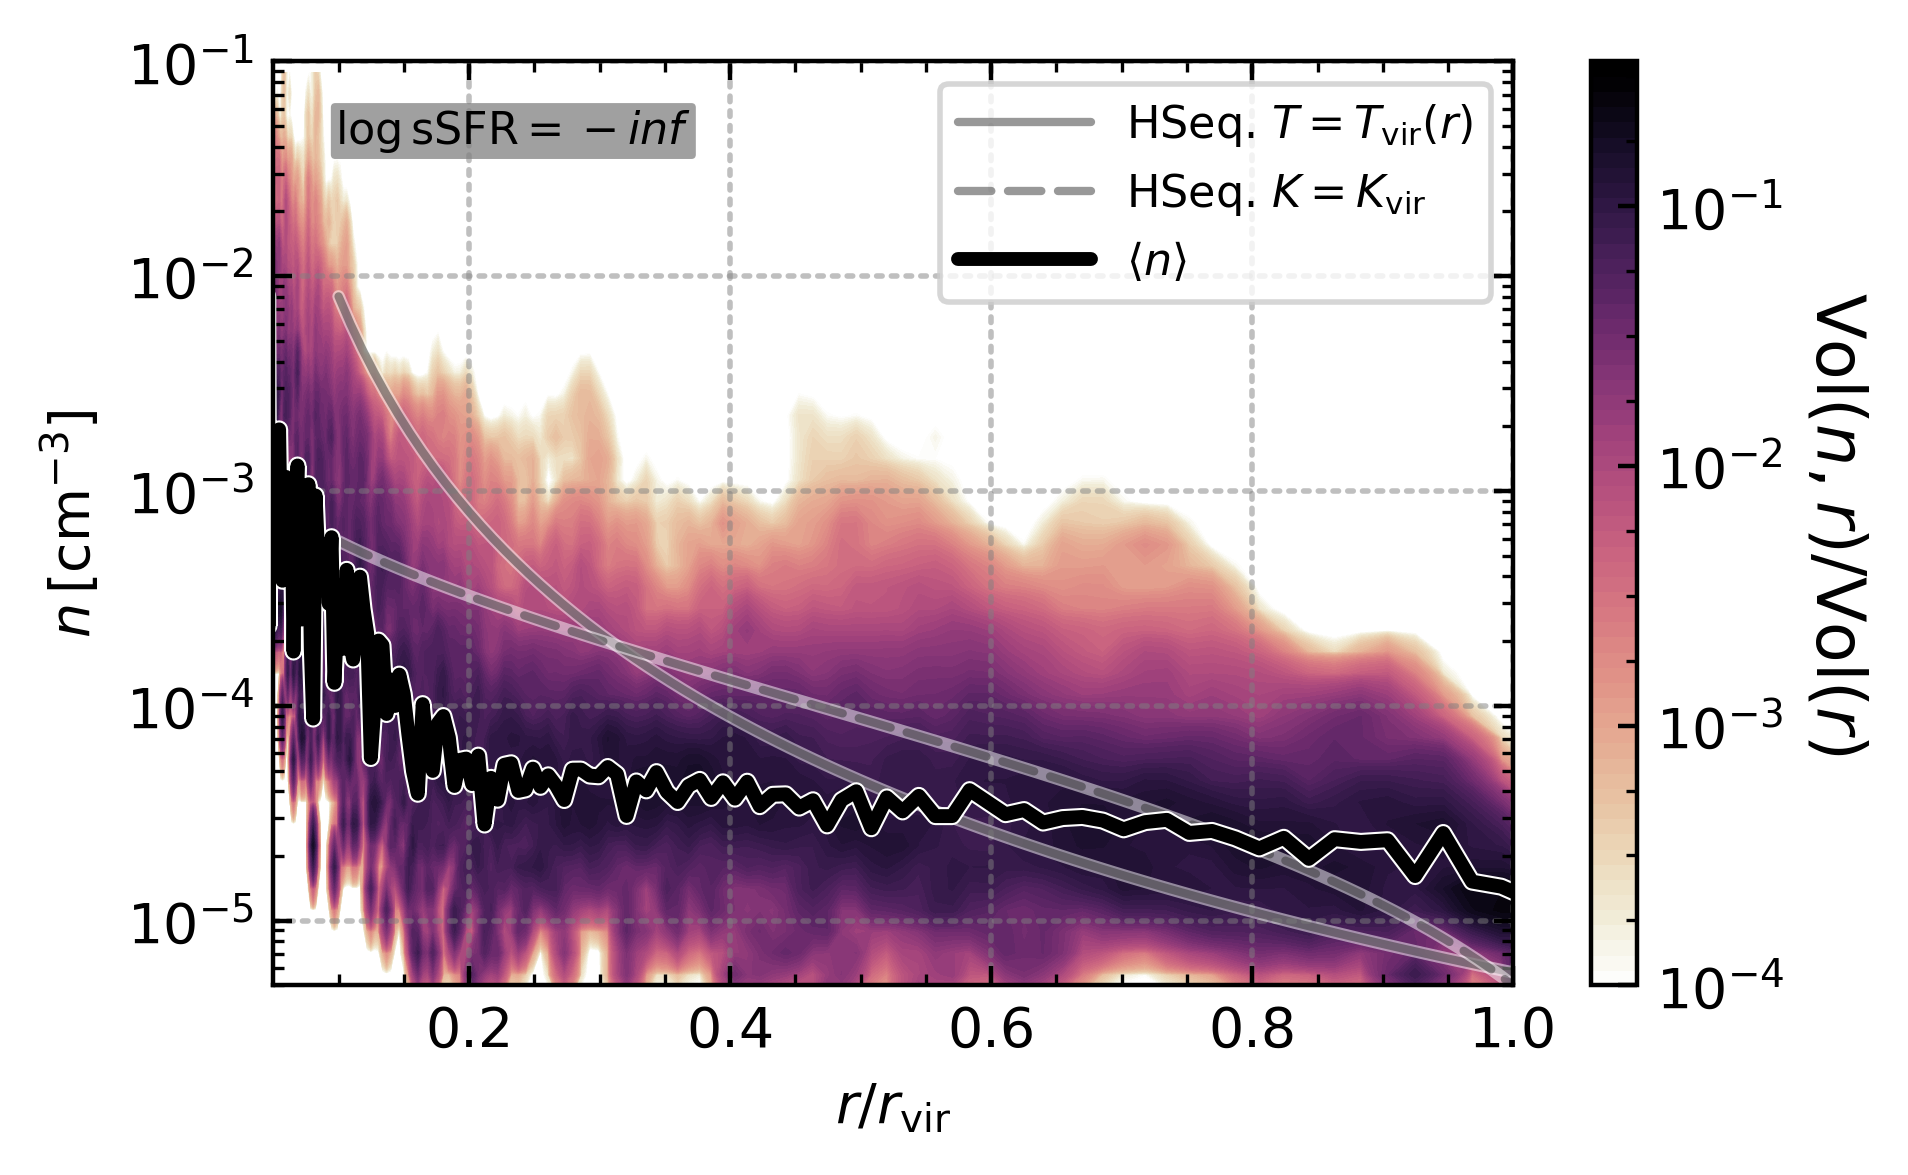 10⁻¹
10⁻²
10⁻³
10⁻⁴
10⁻⁵
n [cm⁻³]
log sSFR = −inf
HSeq. T = T_vir(r)
HSeq. K = K_vir
⟨n⟩
0.2 0.4 0.6 0.8 1.0
r/r_vir
10⁻¹
10⁻²
10⁻³
10⁻⁴
Vol(n, r)/Vol(r)